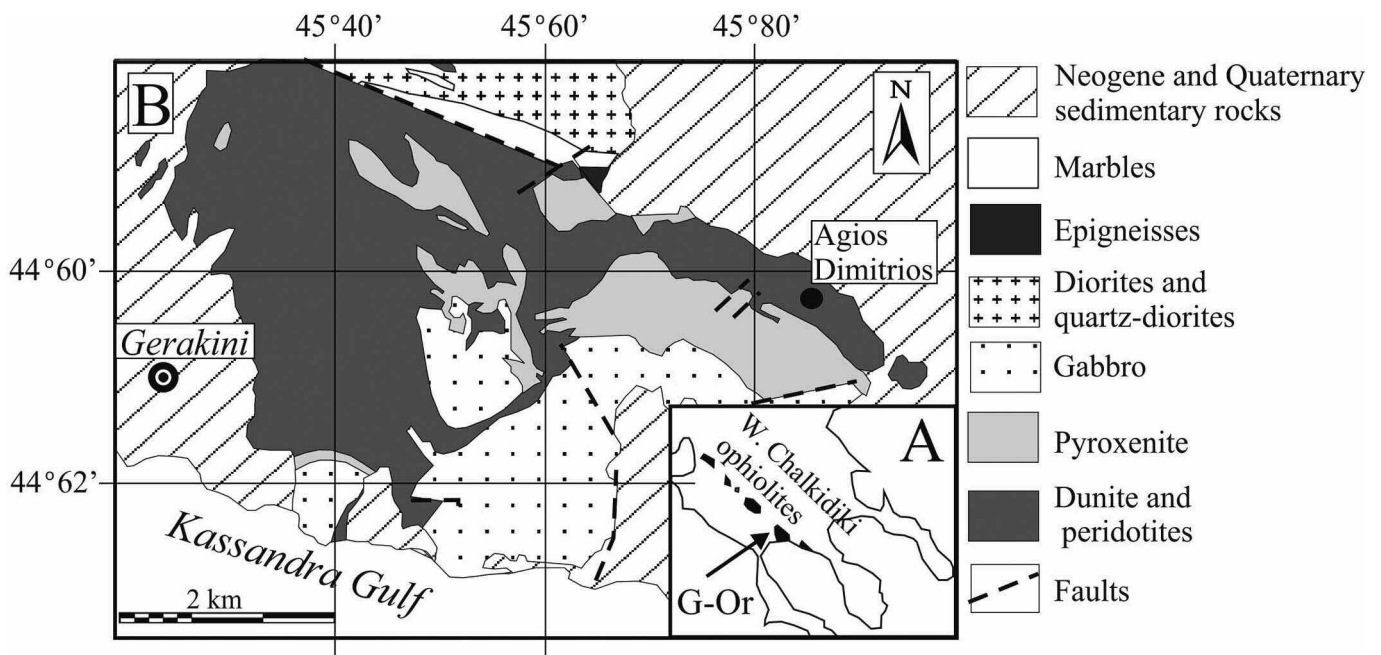 45°40’ 45°60’ 45°80’
B
N
Agios
Dimitrios
44°60’
Gerakini
44°62’
Kassandra Gulf
2 km
A
W. Chalkidiki
ophiolites
G-Or
Neogene and Quaternary
sedimentary rocks
Marbles
Epigneisses
Diorites and
quartz-diorites
Gabbro
Pyroxenite
Dunite and
peridotites
Faults